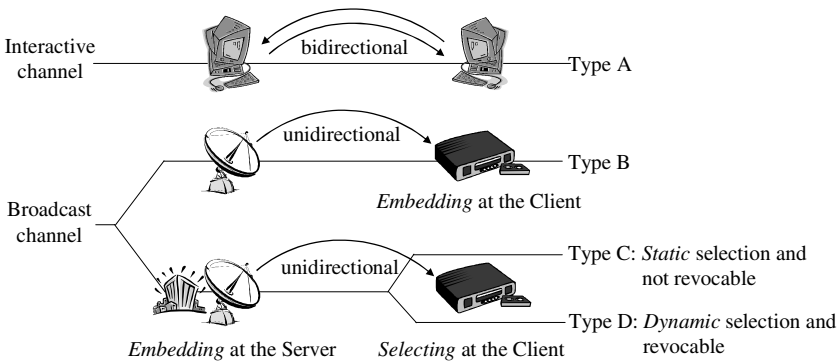 Interactive
channel
bidirectional
Type A
Broadcast
channel
unidirectional
Type B
Embedding at the Client
unidirectional
Type C: Static selection and
not revocable
Type D: Dynamic selection and
revocable
Embedding at the Server
Selecting at the Client